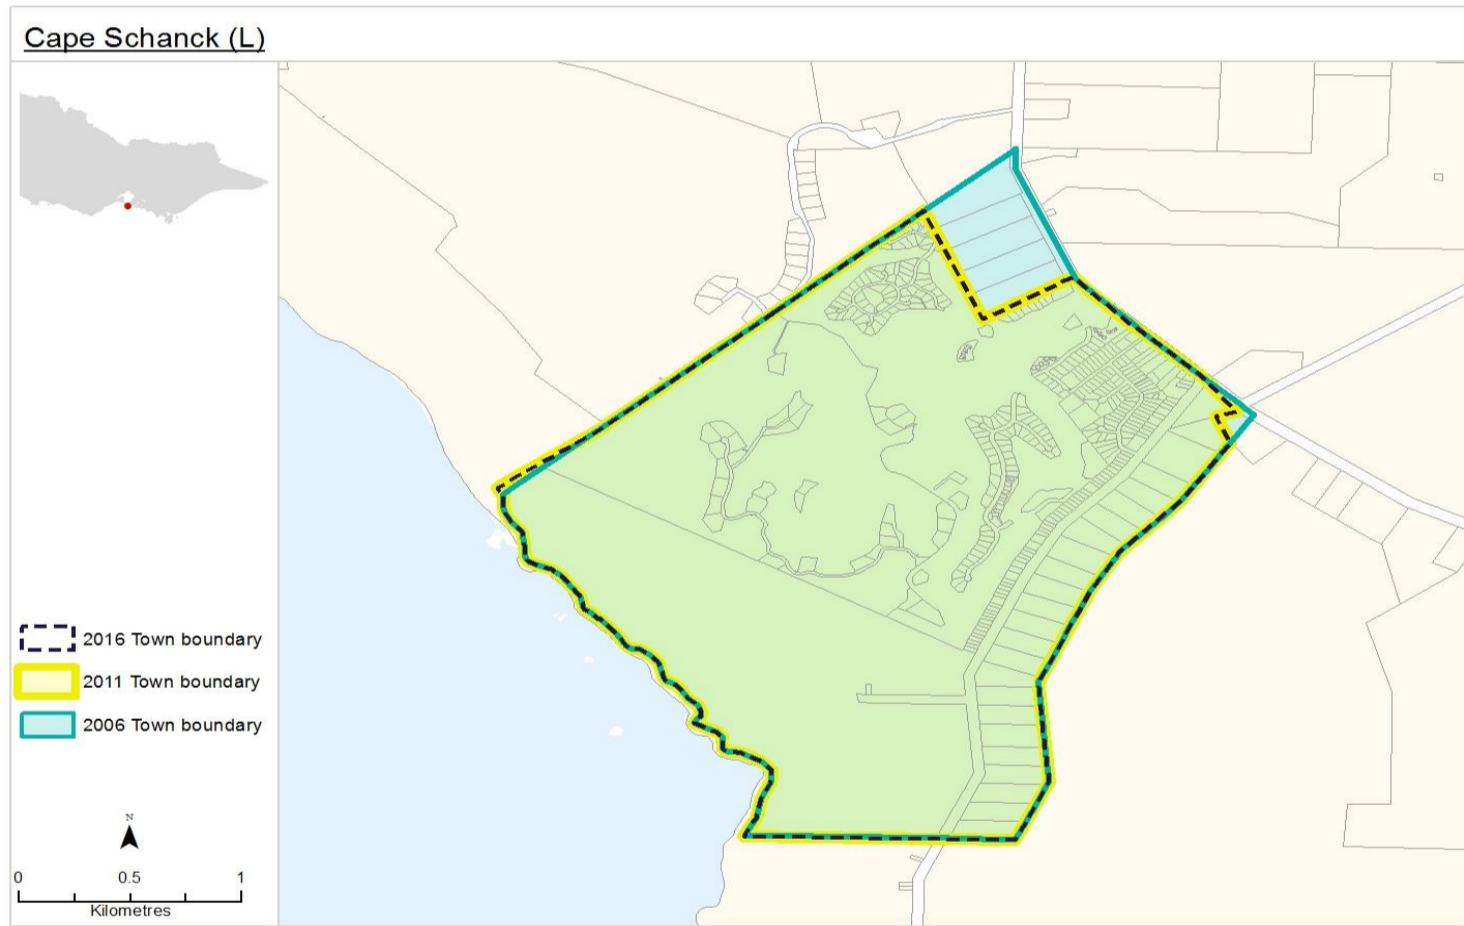 Cape Schanck (L)
2016 Town boundary
2011 Town boundary
2006 Town boundary
N
0 0.5 1
Kilometres